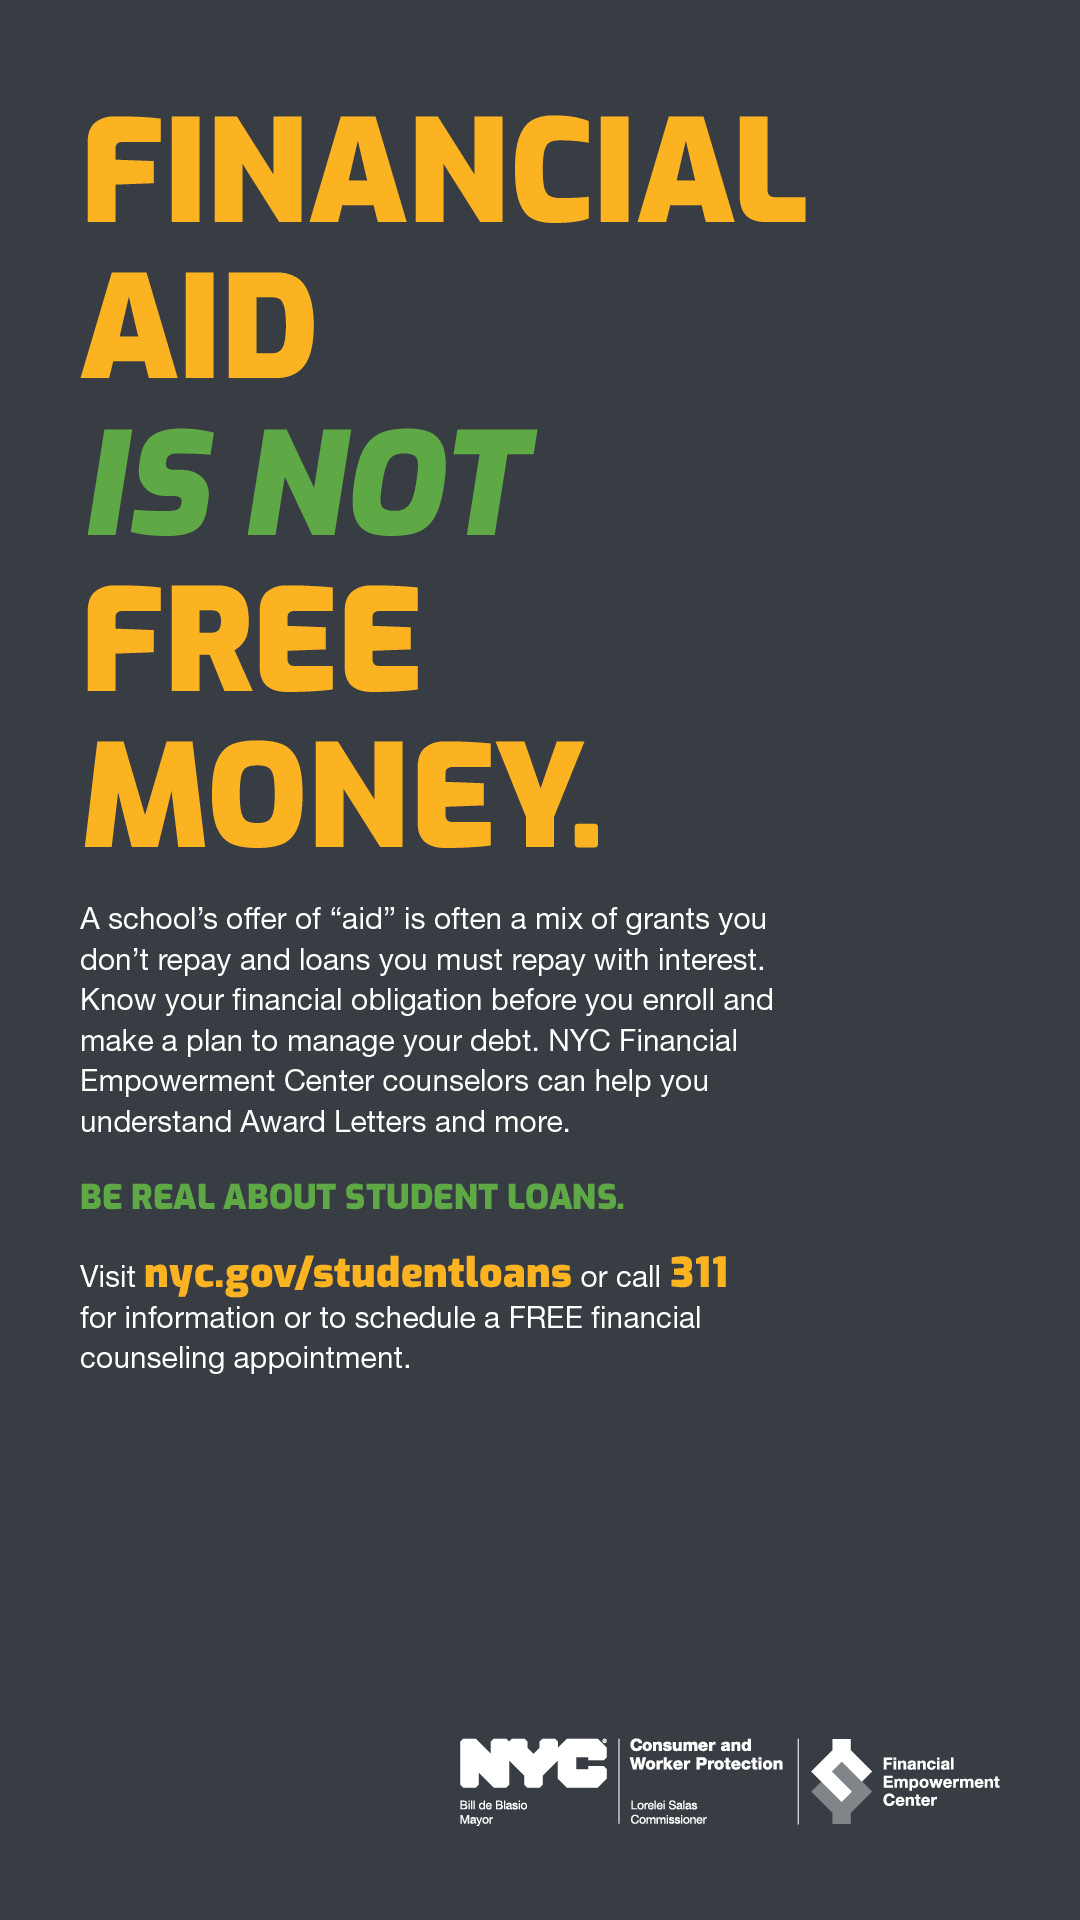 FINANCIAL
AID
IS NOT
FREE
MONEY.
A school’s offer of “aid” is often a mix of grants you
don’t repay and loans you must repay with interest.
Know your financial obligation before you enroll and
make a plan to manage your debt. NYC Financial
Empowerment Center counselors can help you
understand Award Letters and more.
BE REAL ABOUT STUDENT LOANS.
Visit nyc.gov/studentloans or call 311
for information or to schedule a FREE financial
counseling appointment.
NYC®
Bill de Blasio
Mayor
Consumer and
Worker Protection
Lorelei Salas
Commissioner
Financial
Empowerment
Center